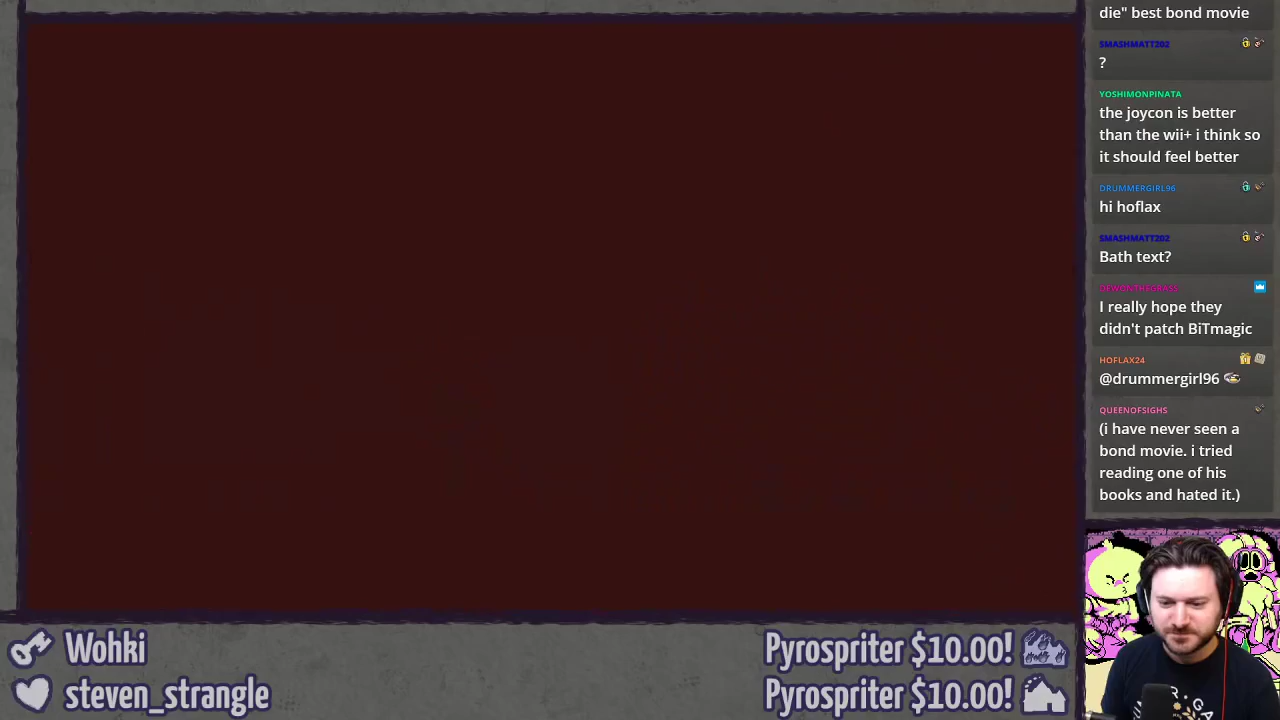 die" best bond movie
SMASHMATT202
?
YOSHIMONPINATA
the joycon is better
than the wii+ i think so
it should feel better
DRUMMERGIRL96
hi hoflax
SMASHMATT202
Bath text?
DEWONTHEGRASS
I really hope they
didn't patch BiTmagic
HOFLAX24
@drummergirl96
QUEENOFSIGHS
(i have never seen a
bond movie. i tried
reading one of his
books and hated it.)
Wohki
Pyrospriter $10.00!
steven_strangle
Pyrospriter $10.00!